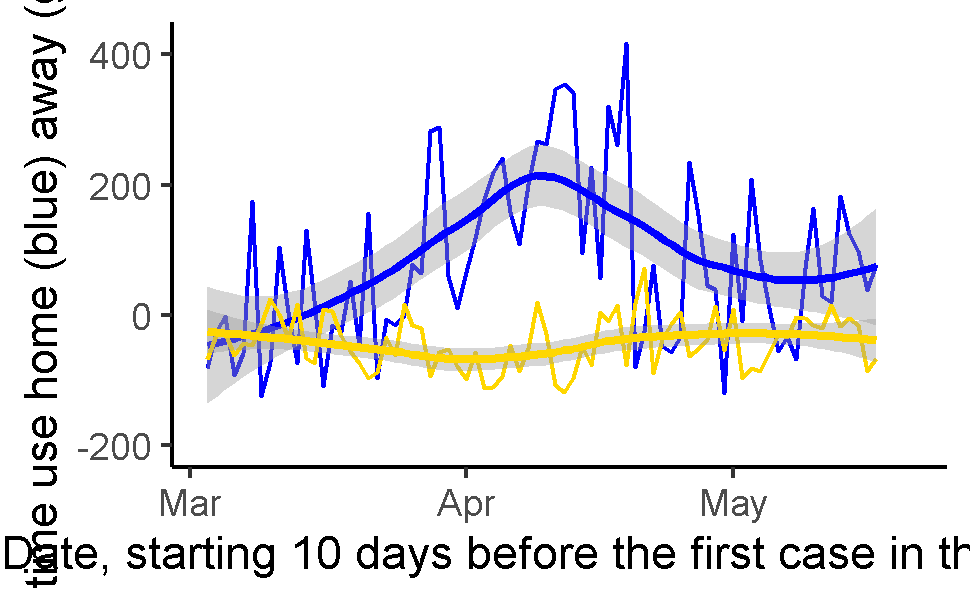 time use home (blue) away (
400
200
0
-200
Mar Apr May
Date, starting 10 days before the first case in th